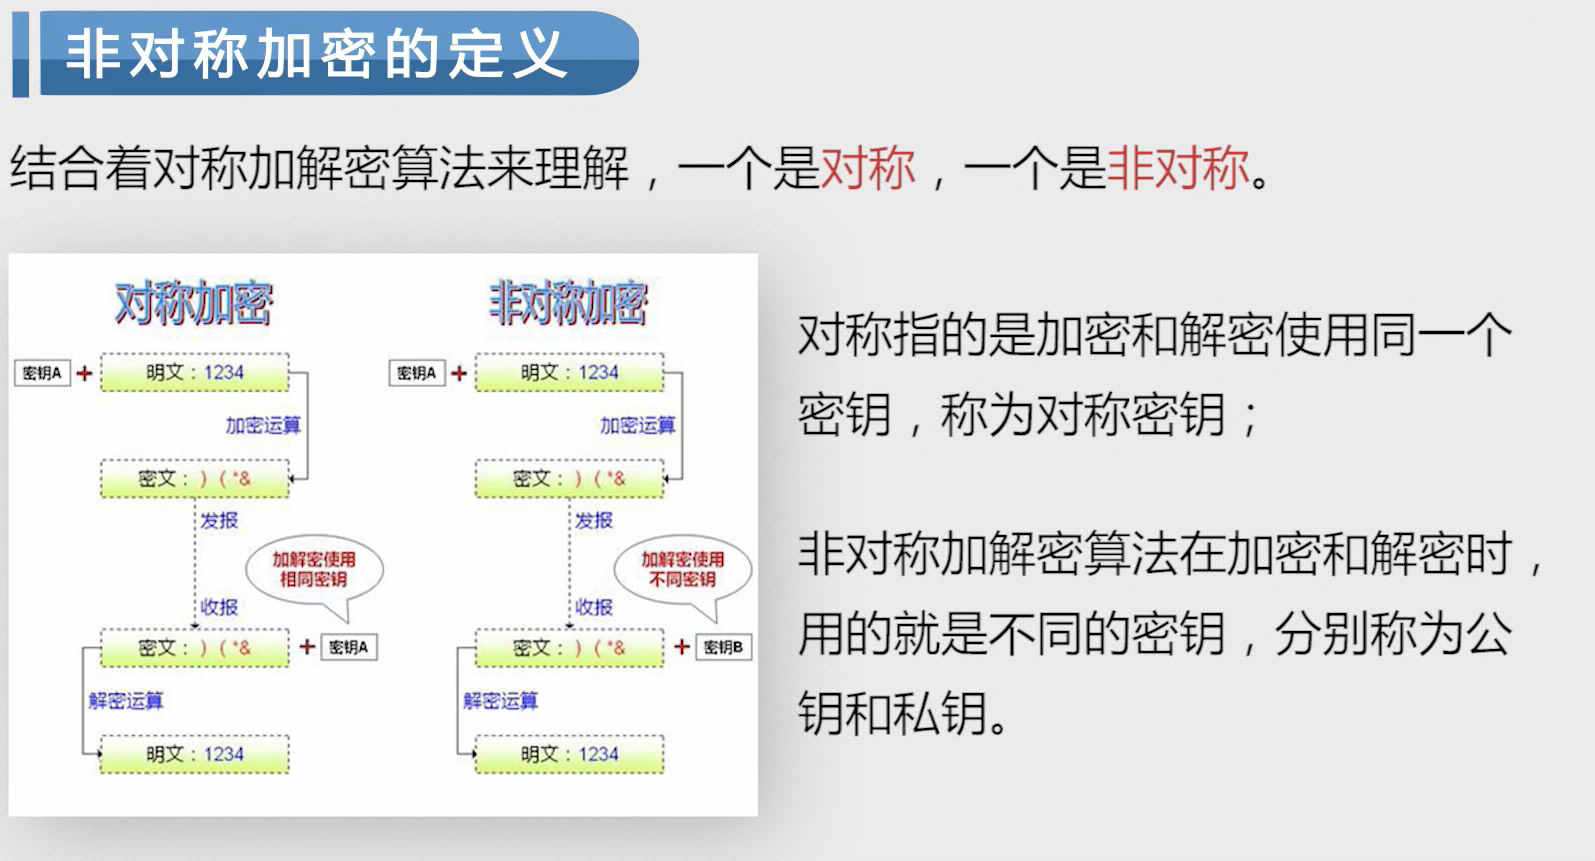 非对称加密的定义
结合着对称加解密算法来理解，一个是对称，一个是非对称。
对称加密
密钥A + 明文：1234
加密运算
密文：）（*&
发报
加解密使用
相同密钥
收报
密文：）（*& + 密钥A
解密运算
明文：1234
非对称加密
密钥A + 明文：1234
加密运算
密文：）（*&
发报
加解密使用
不同密钥
收报
密文：）（*& + 密钥B
解密运算
明文：1234
对称指的是加密和解密使用同一个
密钥，称为对称密钥；
非对称加解密算法在加密和解密时，
用的就是不同的密钥，分别称为公
钥和私钥。